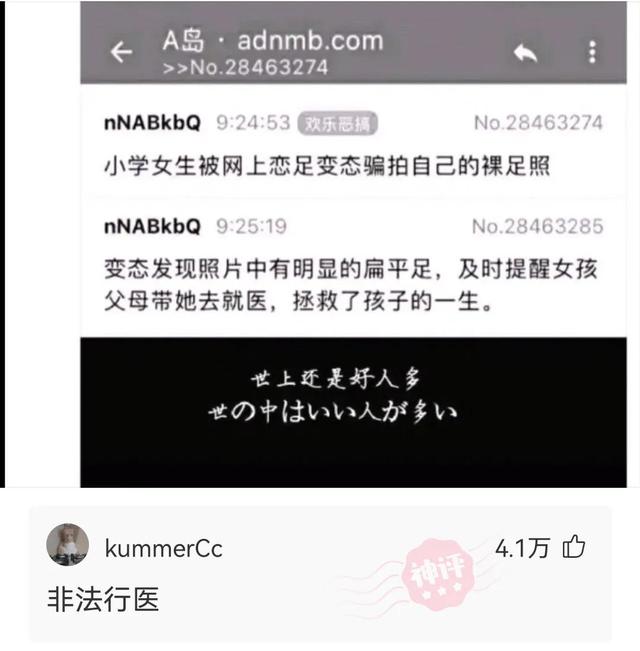 A岛 · adnmb.com
>>No.28463274
nNABkbQ 9:24:53 欢乐恶搞 No.28463274
小学女生被网上恋足变态骗拍自己的裸足照
nNABkbQ 9:25:19 No.28463285
变态发现照片中有明显的扁平足，及时提醒女孩
父母带她去就医，拯救了孩子的一生。
世上还是好人多
世の中はいい人が多い
kummerCc 神评 4.1万
非法行医